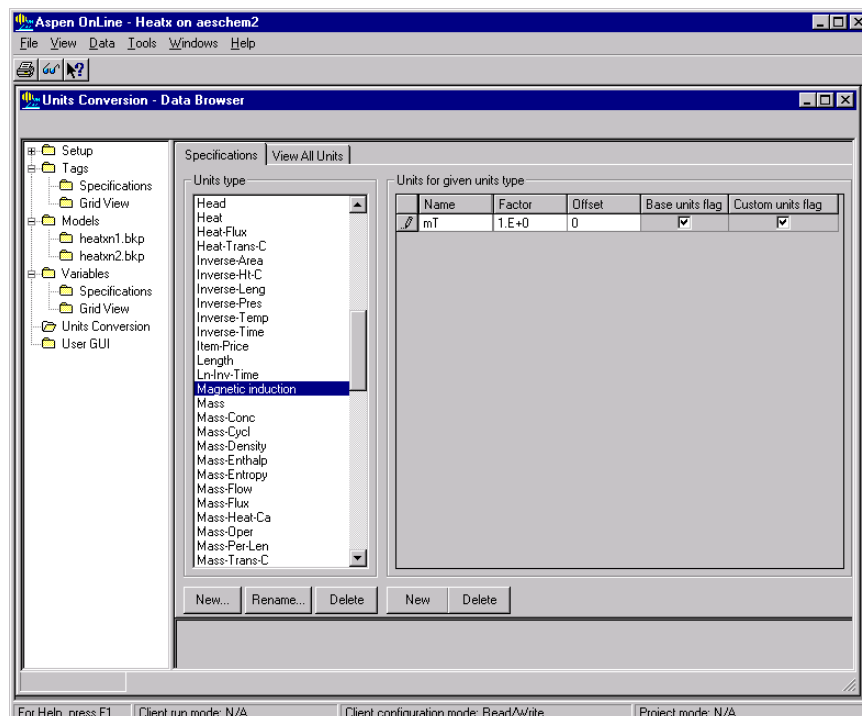 Aspen OnLine - Heatx on aeschem2
File View Data Tools Windows Help
Units Conversion - Data Browser
Setup
Tags
Specifications
Grid View
Models
heatxn1.bkp
heatxn2.bkp
Variables
Specifications
Grid View
Units Conversion
User GUI
Specifications View All Units
Units type
Head
Heat
Heat-Flux
Heat-Trans-C
Inverse-Area
Inverse-Ht-C
Inverse-Leng
Inverse-Pres
Inverse-Temp
Inverse-Time
Item-Price
Length
Ln-Inv-Time
Magnetic induction
Mass
Mass-Conc
Mass-Cycl
Mass-Density
Mass-Enthalp
Mass-Entropy
Mass-Flow
Mass-Flux
Mass-Heat-Ca
Mass-Oper
Mass-Per-Len
Mass-Trans-C
New... Rename... Delete
Units for given units type
Name Factor Offset Base units flag Custom units flag
mT 1.E+0 0
New Delete
For Help, press F1 Client run mode: N/A Client configuration mode: Read/Write Project mode: N/A